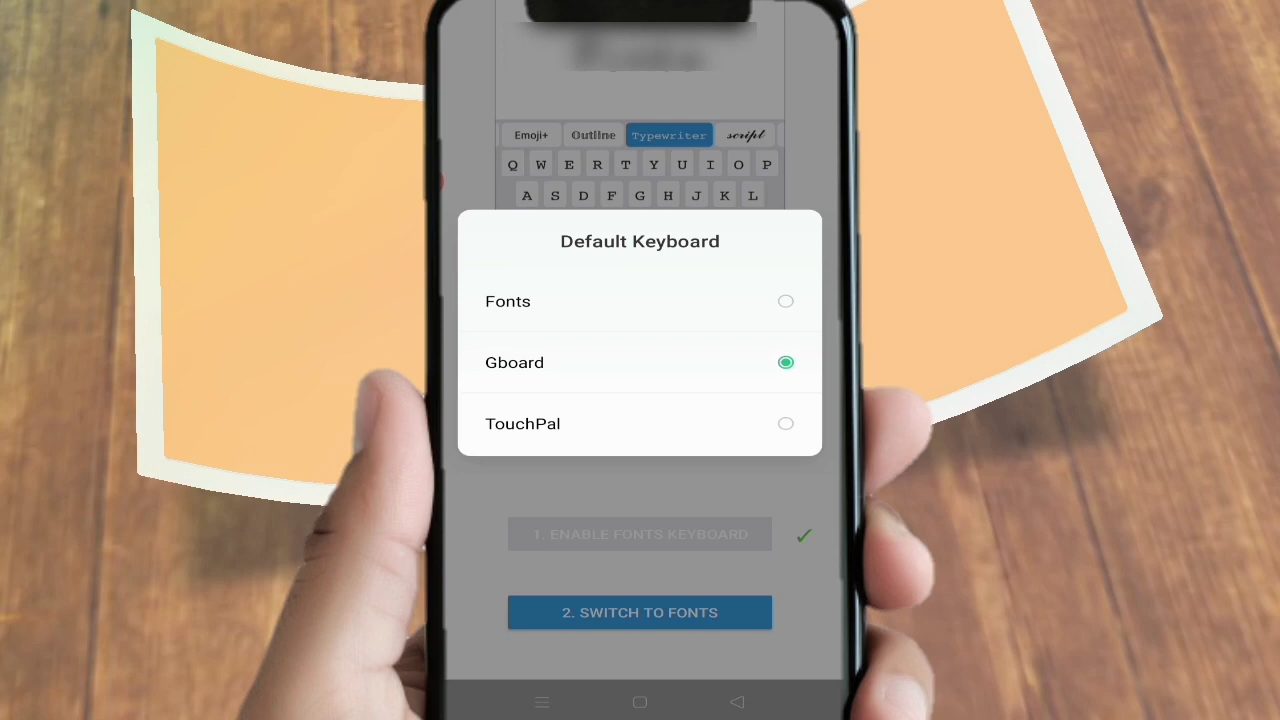 Emoji+ Outline Typewriter script
Q W E R T Y U I O P
A S D F G H J K L
Default Keyboard
Fonts
Gboard
TouchPal
1. ENABLE FONTS KEYBOARD
2. SWITCH TO FONTS